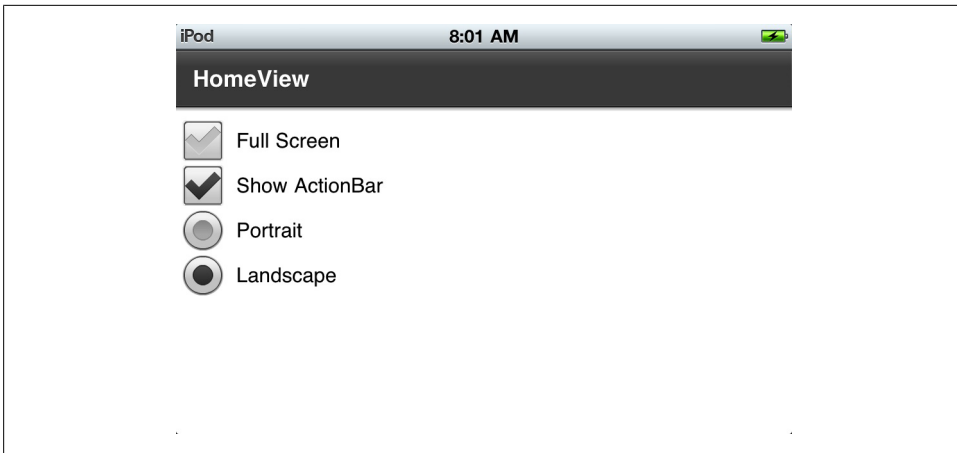 iPod 8:01 AM
HomeView
Full Screen
Show ActionBar
Portrait
Landscape